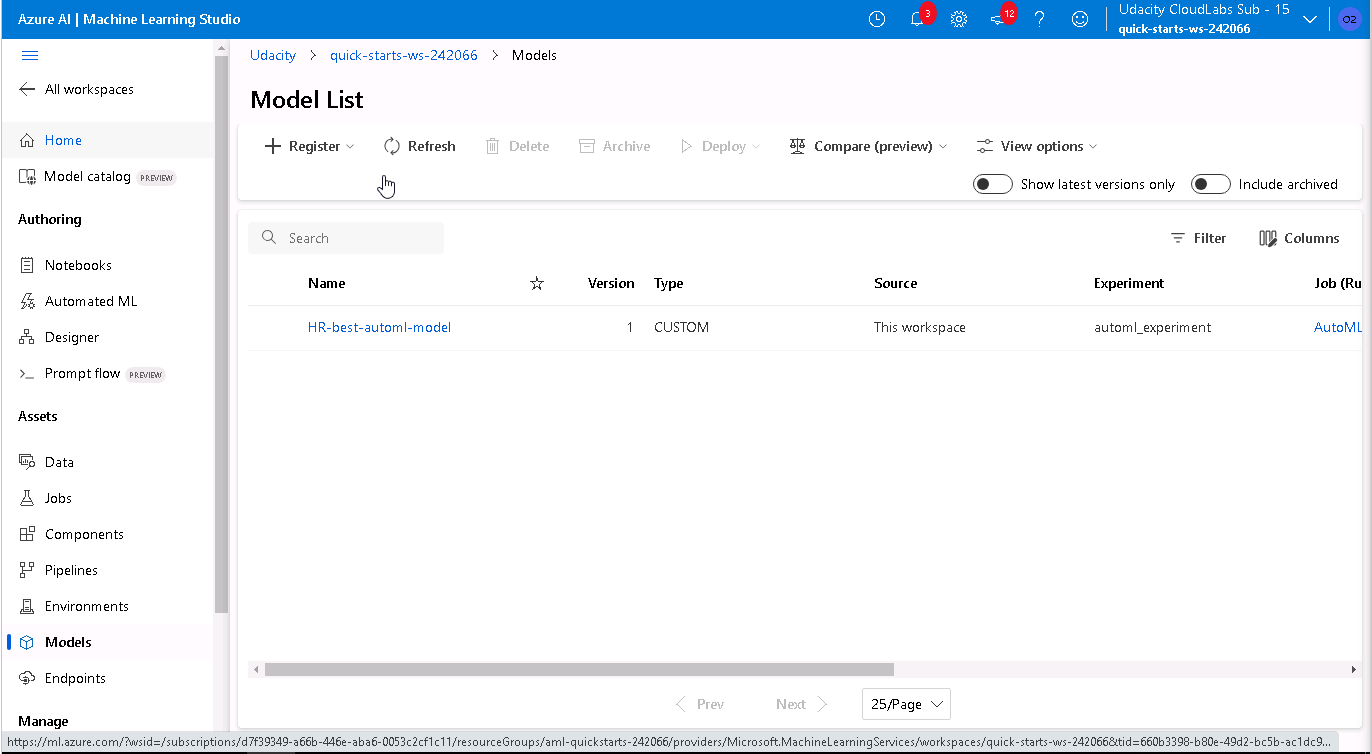 Azure AI | Machine Learning Studio
3
12
Udacity CloudLabs Sub - 15
quick-starts-ws-242066
O2
All workspaces
Home
Model catalog PREVIEW
Authoring
Notebooks
Automated ML
Designer
Prompt flow PREVIEW
Assets
Data
Jobs
Components
Pipelines
Environments
Models
Endpoints
Manage
Udacity > quick-starts-ws-242066 > Models
Model List
Register Refresh Delete Archive Deploy Compare (preview) View options
Show latest versions only Include archived
Search Filter Columns
Name Version Type Source Experiment Job (Ru
HR-best-automl-model 1 CUSTOM This workspace automl_experiment AutoML
Prev Next 25/Page
https://ml.azure.com/?wsid=/subscriptions/d7f39349-a66b-446e-aba6-0053c2cf1c11/resourceGroups/aml-quickstarts-242066/providers/Microsoft.MachineLearningServices/workspaces/quick-starts-ws-242066&tid=660b3398-b80e-49d2-bc5b-ac1dc9...